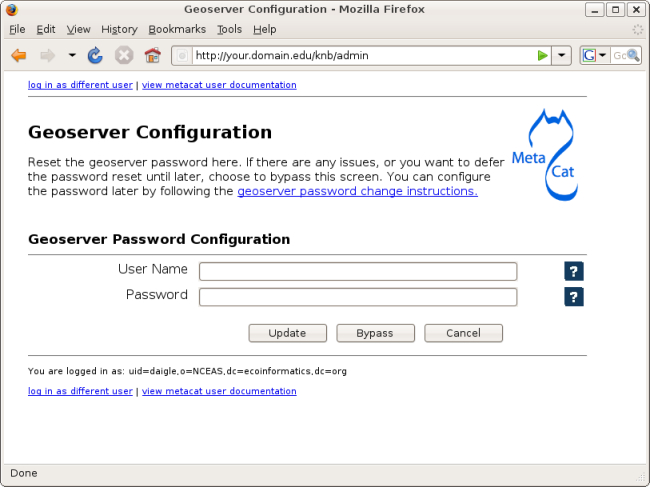 Geoserver Configuration - Mozilla Firefox
File Edit View History Bookmarks Tools Help
http://your.domain.edu/knb/admin
G
Go
log in as different user | view metacat user documentation
Geoserver Configuration
Meta Cat
Reset the geoserver password here. If there are any issues, or you want to defer
the password reset until later, choose to bypass this screen. You can configure
the password later by following the geoserver password change instructions.
Geoserver Password Configuration
User Name ?
Password ?
Update Bypass Cancel
You are logged in as: uid=daigle,o=NCEAS,dc=ecoinformatics,dc=org
log in as different user | view metacat user documentation
Done